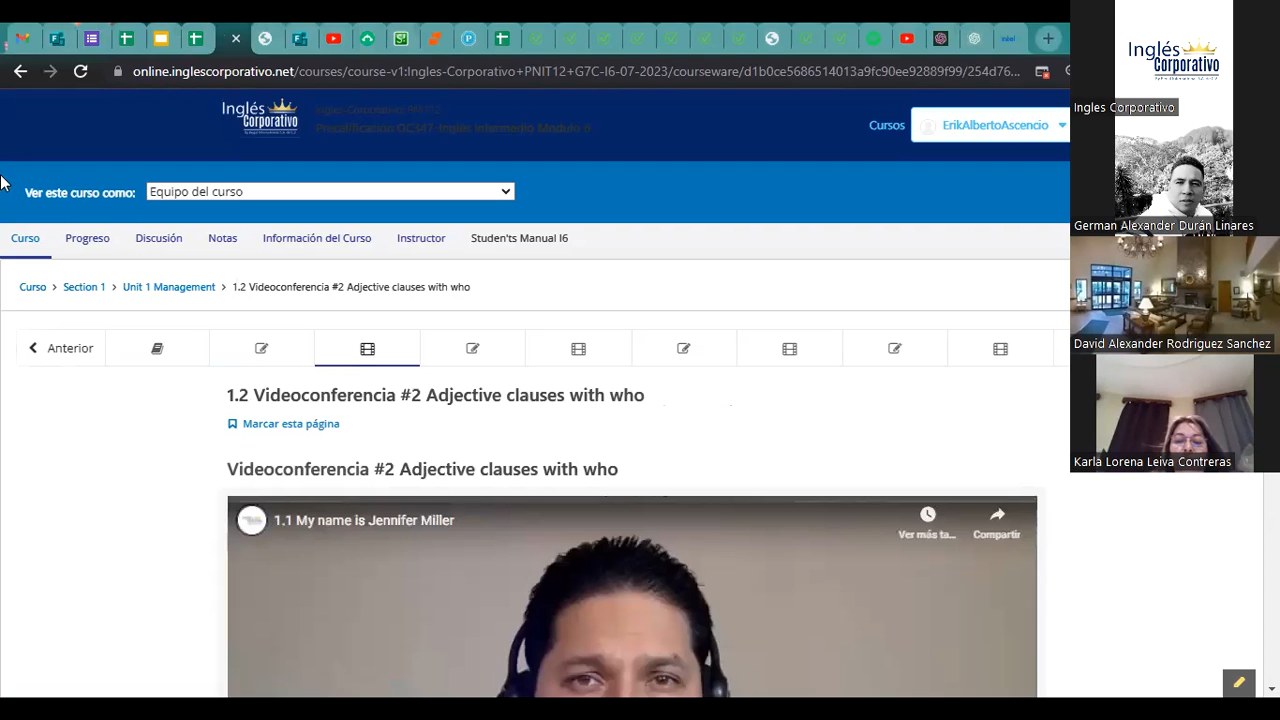 online.inglescorporativo.net/courses/course-v1:Ingles-Corporativo+PNIT12+G7C-I6-07-2023/courseware/d1b0ce5686514013a9fc90ee92889f99/254d76...
Inglés
Corporativo
Cursos
ErikAlbertoAscencio
Ver este curso como:
Equipo del curso
Curso
Progreso
Discusión
Notas
Información del Curso
Instructor
Studen'ts Manual I6
Curso > Section 1 > Unit 1 Management > 1.2 Videoconferencia #2 Adjective clauses with who
Anterior
1.2 Videoconferencia #2 Adjective clauses with who
Marcar esta página
Videoconferencia #2 Adjective clauses with who
1.1 My name is Jennifer Miller
Ver más ta...
Compartir
Inglés
Corporativo
Ingles Corporativo
German Alexander Durán Linares
David Alexander Rodriguez Sanchez
Karla Lorena Leiva Contreras